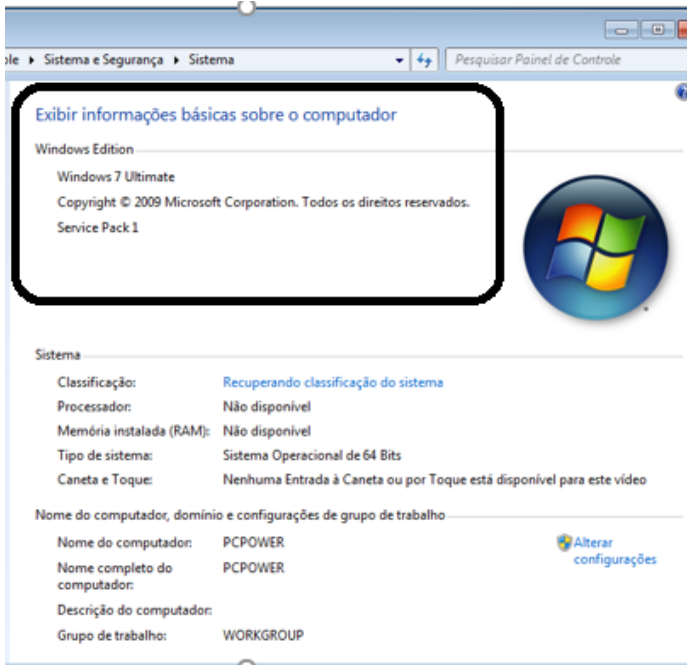 Sistema e Segurança ▸ Sistema
Pesquisar Painel de Controle
Exibir informações básicas sobre o computador
Windows Edition
Windows 7 Ultimate
Copyright © 2009 Microsoft Corporation. Todos os direitos reservados.
Service Pack 1
Sistema
Classificação: Recuperando classificação do sistema
Processador: Não disponível
Memória instalada (RAM): Não disponível
Tipo de sistema: Sistema Operacional de 64 Bits
Caneta e Toque: Nenhuma Entrada à Caneta ou por Toque está disponível para este vídeo
Nome do computador, domínio e configurações de grupo de trabalho
Nome do computador: PCPOWER
Alterar
configurações
Nome completo do
computador:
PCPOWER
Descrição do computador:
Grupo de trabalho: WORKGROUP